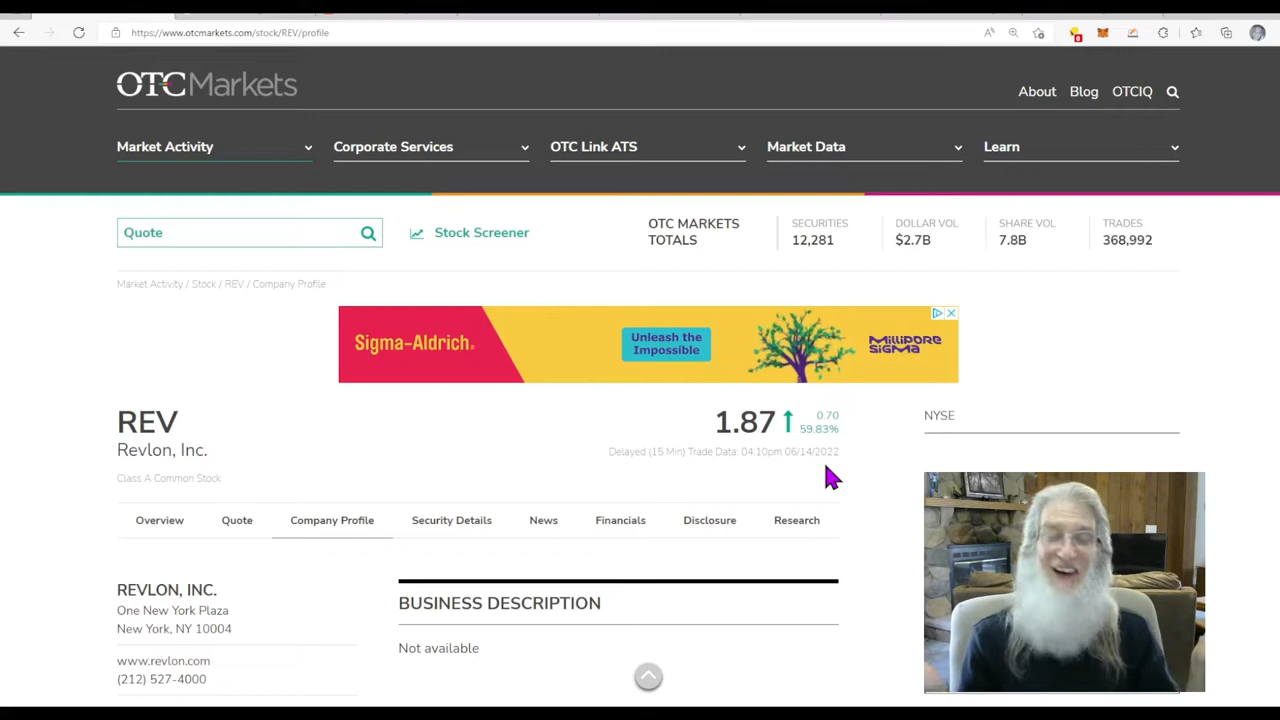 https://www.otcmarkets.com/stock/REV/profile
OTCMarkets
About Blog OTCIQ
Market Activity
Corporate Services
OTC Link ATS
Market Data
Learn
Quote
Stock Screener
OTC MARKETS
TOTALS
SECURITIES
12,281
DOLLAR VOL
$2.7B
SHARE VOL
7.8B
TRADES
368,992
Market Activity / Stock / REV / Company Profile
Sigma-Aldrich.
Unleash the
Impossible
MILLIPORE
SIGMA
REV
Revlon, Inc.
Class A Common Stock
1.87
0.70
59.83%
Delayed (15 Min) Trade Data: 04:10pm 06/14/2022
NYSE
Overview
Quote
Company Profile
Security Details
News
Financials
Disclosure
Research
REVLON, INC.
One New York Plaza
New York, NY 10004
www.revlon.com
(212) 527-4000
BUSINESS DESCRIPTION
Not available